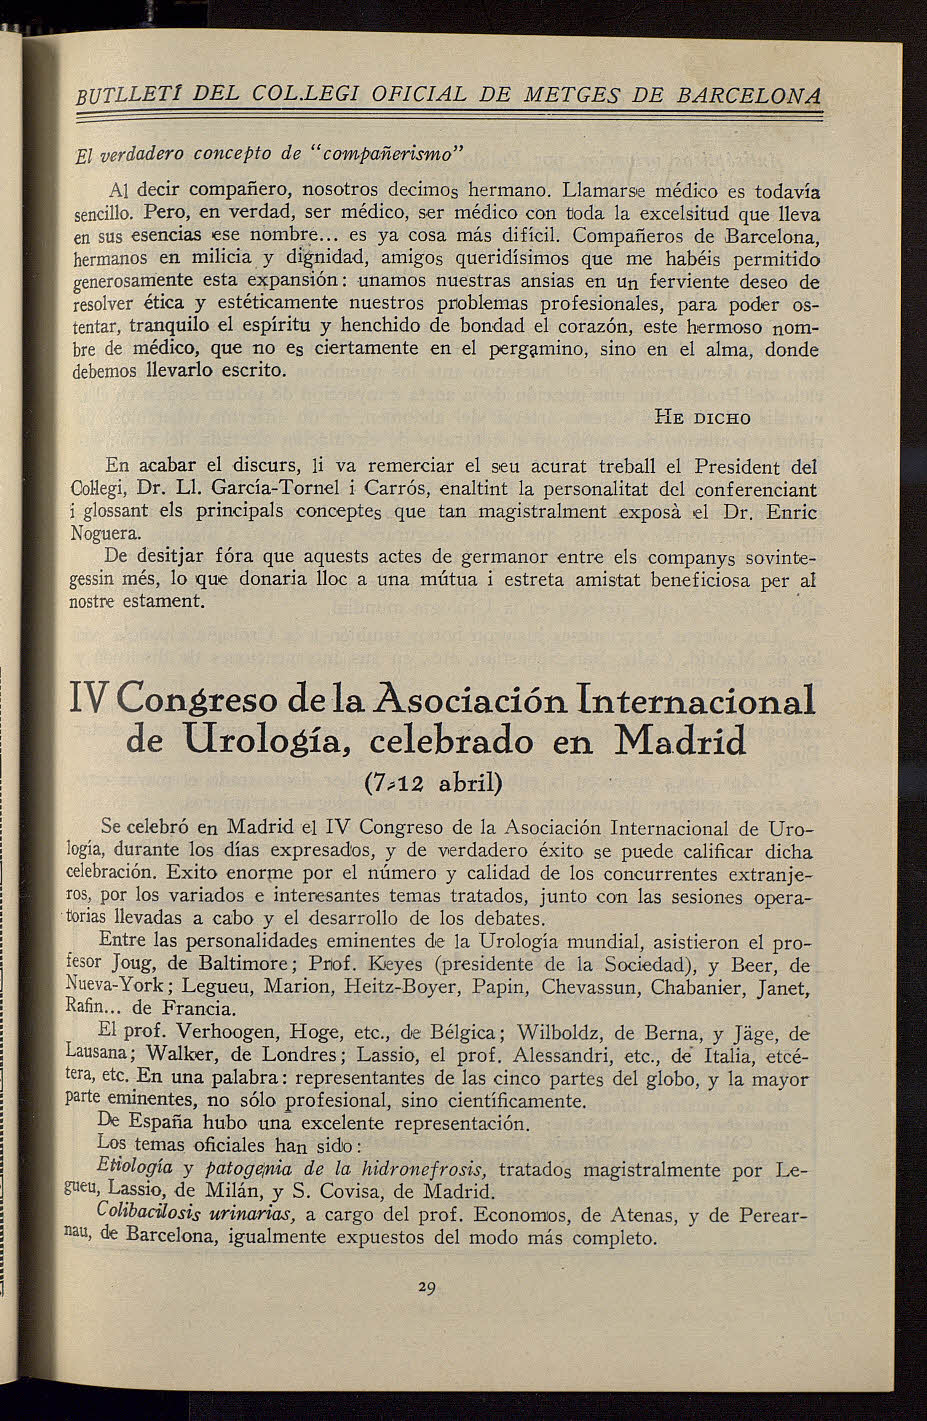 BUTLLETÍ DEL COL.LEGI OFICIAL DE METGES DE BARCELONA
El verdadero concepto de “compañerismo”
Al decir compañero, nosotros decimos hermano. Llamarse médico es todavía
sencillo. Pero, en verdad, ser médico, ser médico con toda la excelsitud que lleva
en sus esencias ese nombre... es ya cosa más difícil. Compañeros de Barcelona,
hermanos en milicia y dignidad, amigos queridísimos que me habéis permitido
generosamente esta expansión: unamos nuestras ansias en un ferviente deseo de
resolver ética y estéticamente nuestros problemas profesionales, para poder os-
tentar, tranquilo el espíritu y henchido de bondad el corazón, este hermoso nom-
bre de médico, que no es ciertamente en el pergamino, sino en el alma, donde
debemos llevarlo escrito.
HE DICHO
En acabar el discurs, li va remerciar el seu acurat treball el President del
Col·legi, Dr. Ll. García-Tornel i Carrós, enaltint la personalitat del conferenciant
i glossant els principals conceptes que tan magistralment exposà el Dr. Enric
Noguera.
De desitjar fóra que aquests actes de germanor entre els companys sovinte-
gessin més, lo que donaria lloc a una mútua i estreta amistat beneficiosa per al
nostre estament.
IV Congreso de la Asociación Internacional
de Urología, celebrado en Madrid
(7-12 abril)
Se celebró en Madrid el IV Congreso de la Asociación Internacional de Uro-
logía, durante los días expresados, y de verdadero éxito se puede calificar dicha
celebración. Exito enorme por el número y calidad de los concurrentes extranje-
ros, por los variados e interesantes temas tratados, junto con las sesiones opera-
torias llevadas a cabo y el desarrollo de los debates.
Entre las personalidades eminentes de la Urología mundial, asistieron el pro-
fesor Joug, de Baltimore; Prof. Keyes (presidente de la Sociedad), y Beer, de
Nueva-York; Legueu, Marion, Heitz-Boyer, Papin, Chevassun, Chabanier, Janet,
Rafin... de Francia.
El prof. Verhoogen, Hoge, etc., de Bélgica; Wilboldz, de Berna, y Jäge, de
Lausana; Walker, de Londres; Lassio, el prof. Alessandri, etc., de Italia, etcé-
tera, etc. En una palabra: representantes de las cinco partes del globo, y la mayor
parte eminentes, no sólo profesional, sino científicamente.
De España hubo una excelente representación.
Los temas oficiales han sido:
Etiología y patogenia de la hidronefrosis, tratados magistralmente por Le-
gueu, Lassio, de Milán, y S. Covisa, de Madrid.
Colibacilosis urinarias, a cargo del prof. Economos, de Atenas, y de Perear-
nau, de Barcelona, igualmente expuestos del modo más completo.
29